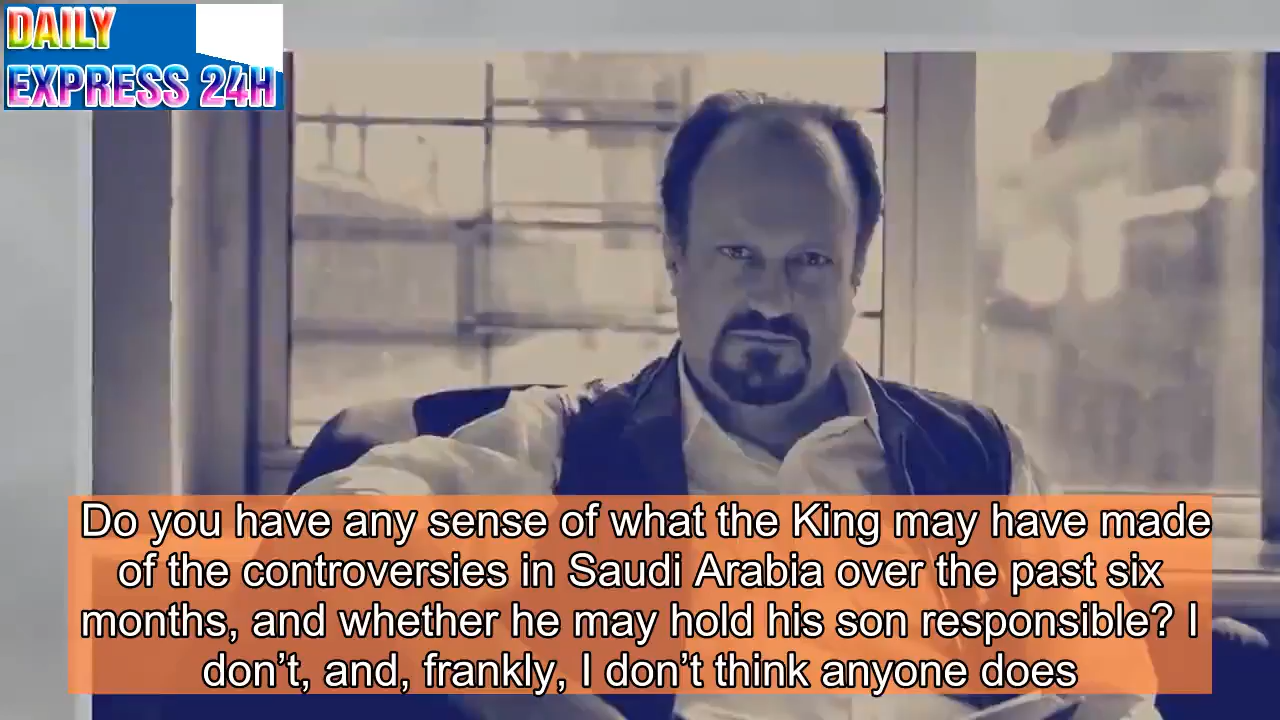 DAILY
EXPRESS 24H
Do you have any sense of what the King may have made
of the controversies in Saudi Arabia over the past six
months, and whether he may hold his son responsible? I
don’t, and, frankly, I don’t think anyone does